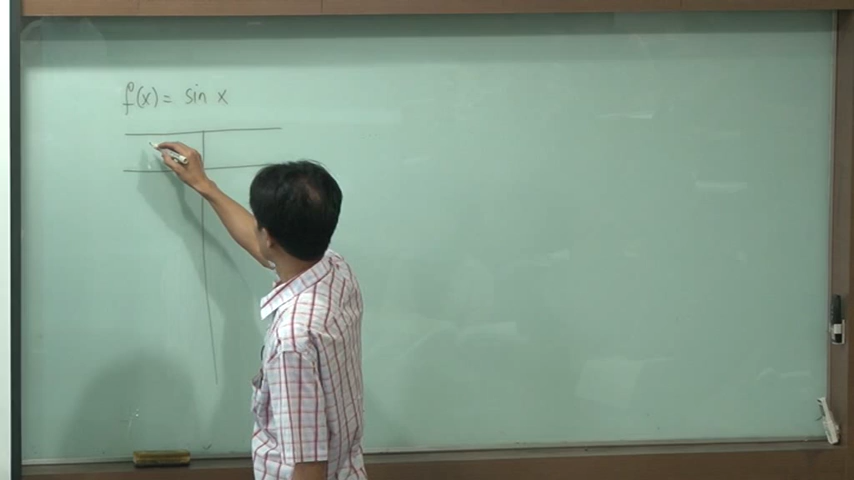 f(x) = sin x